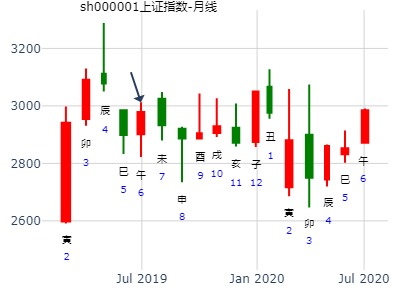 sh000001上证指数-月线
3200
3000
2800
2600
寅
2
卯
3
辰
4
巳
5
午
6
未
7
申
8
酉
9
戌
10
亥
11
子
12
丑
1
寅
2
卯
3
辰
4
巳
5
午
6
Jul 2019
Jan 2020
Jul 2020